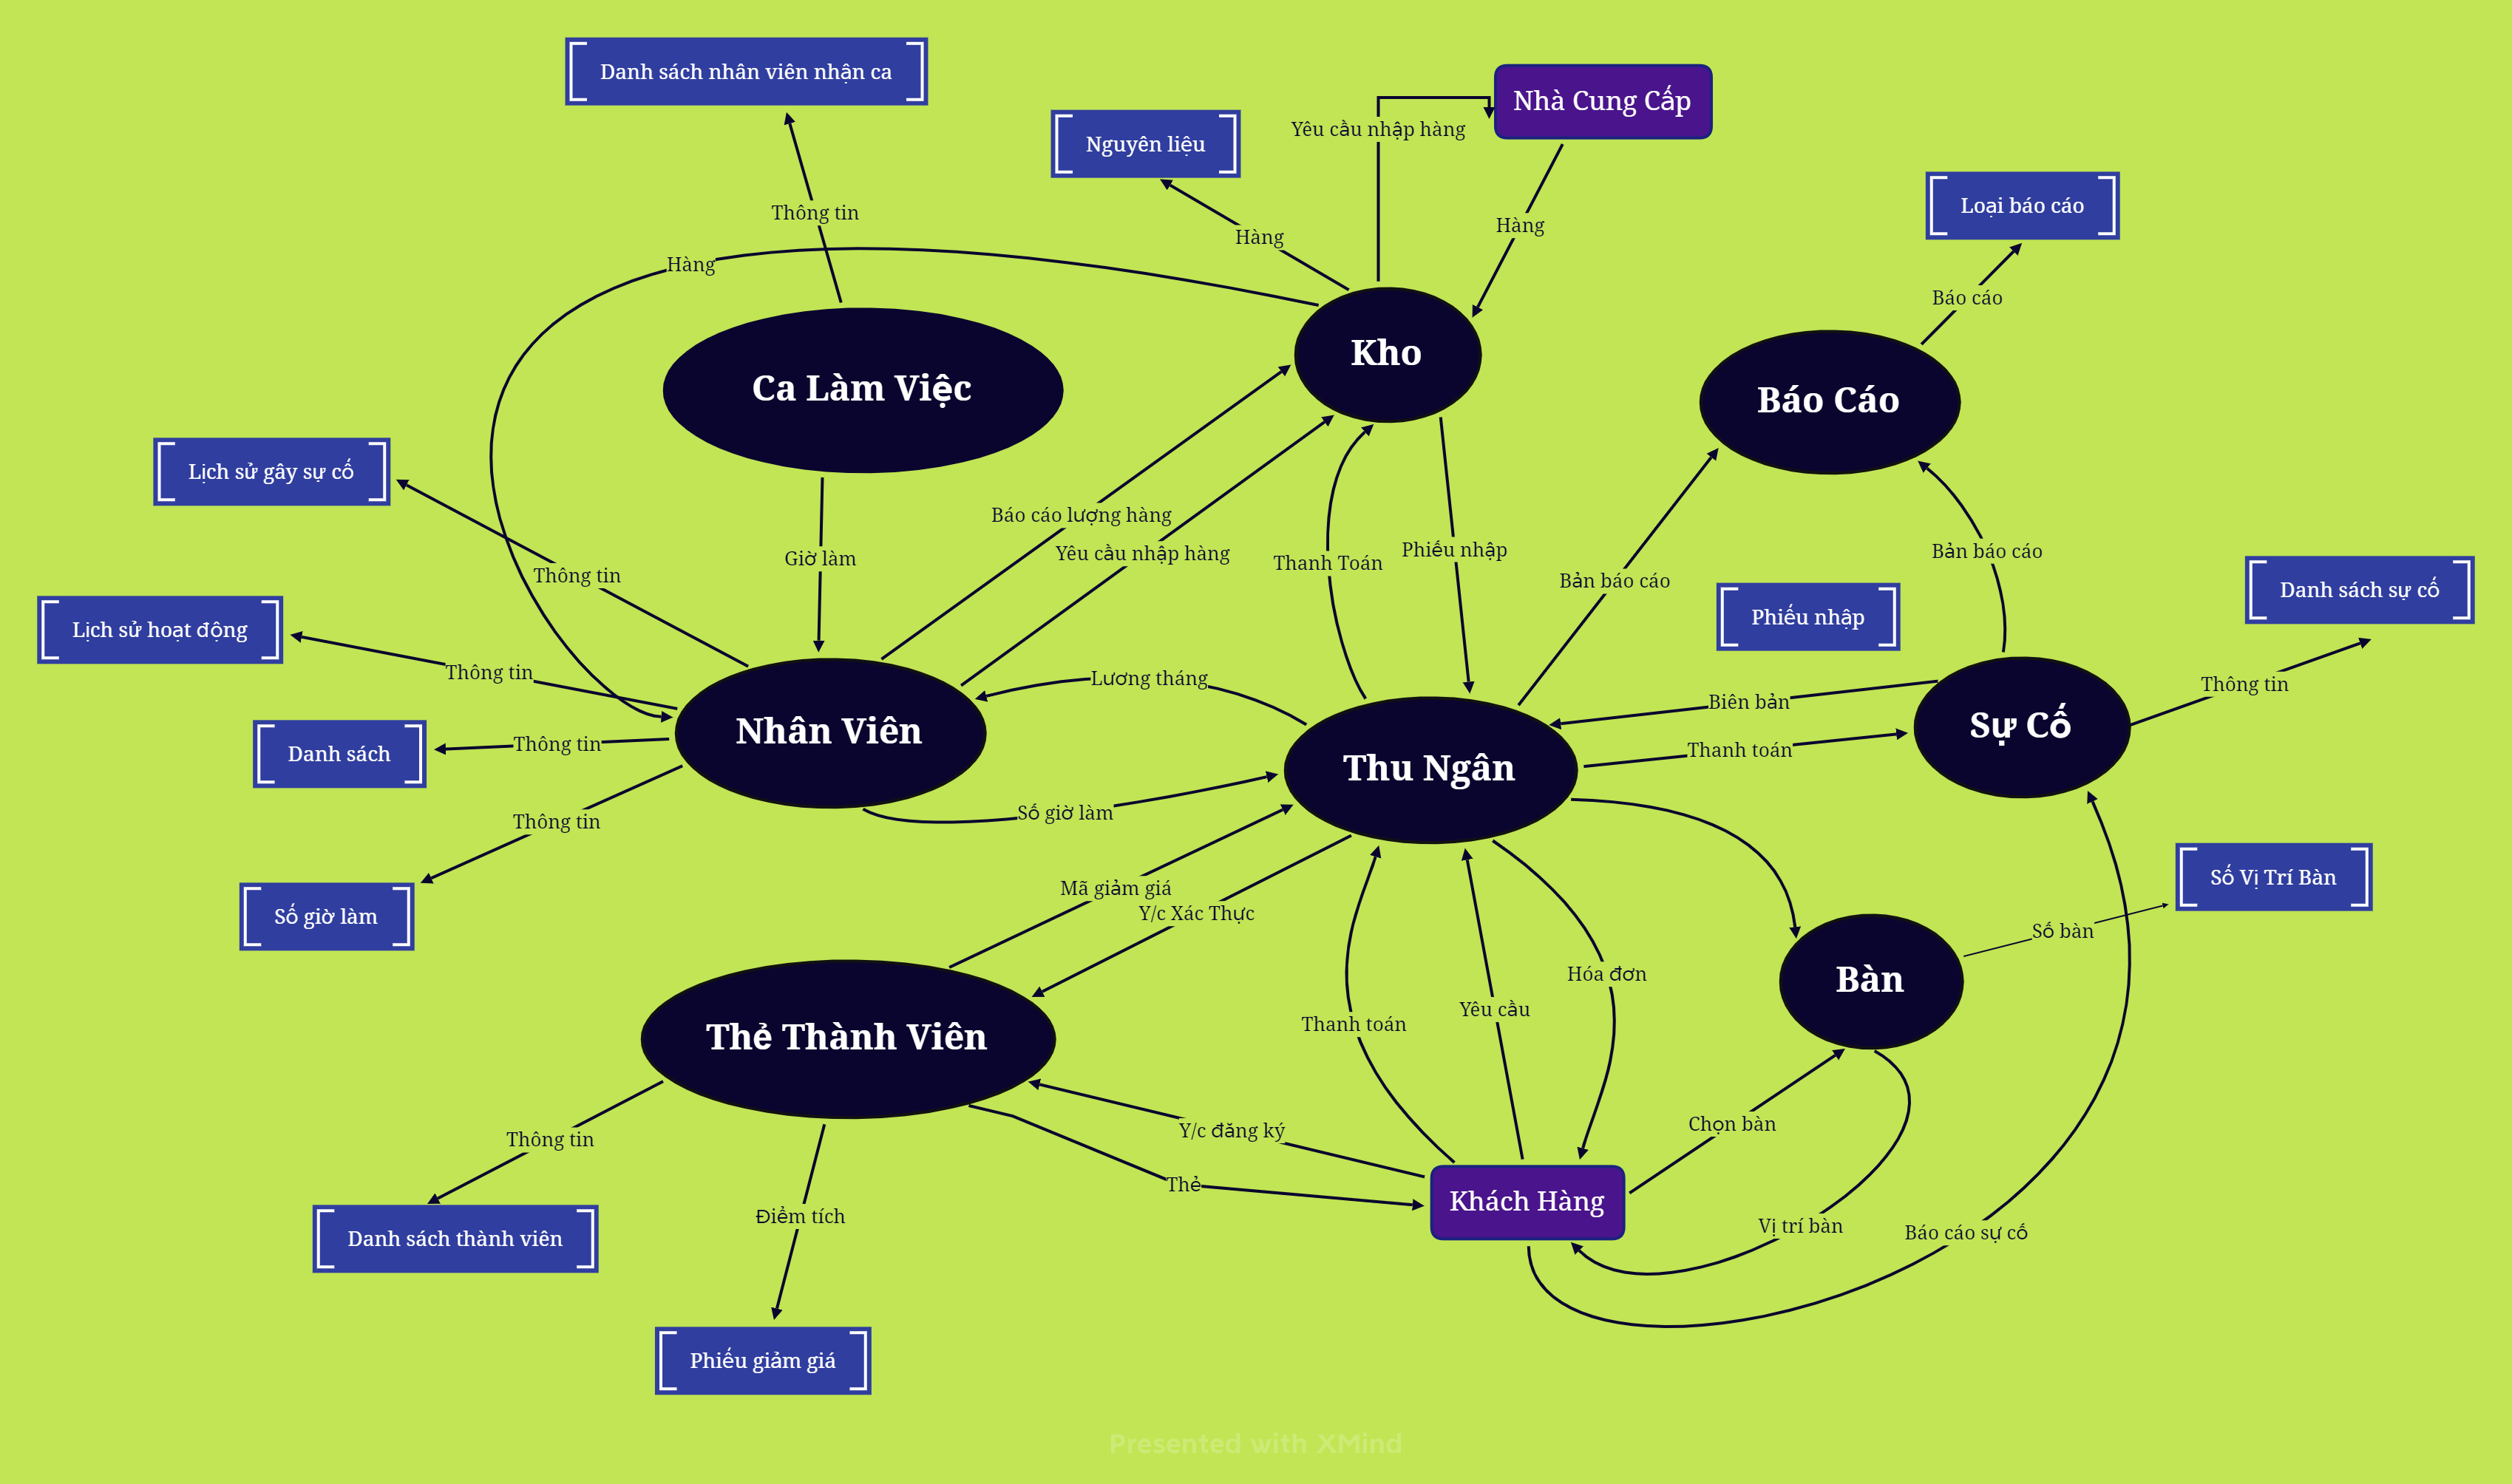 Danh sách nhân viên nhận ca
Nhà Cung Cấp
Yêu cầu nhập hàng
Nguyên liệu
Loại báo cáo
Thông tin
Hàng
Hàng
Hàng
Báo cáo
Kho
Ca Làm Việc
Báo Cáo
Lịch sử gây sự cố
Báo cáo lượng hàng
Yêu cầu nhập hàng
Giờ làm
Thanh Toán
Phiếu nhập
Bản báo cáo
Bản báo cáo
Thông tin
Danh sách sự cố
Phiếu nhập
Lịch sử hoạt động
Thông tin
Lương tháng
Thông tin
Biên bản
Nhân Viên
Sự Cố
Danh sách
Thông tin
Thanh toán
Thu Ngân
Thông tin
Số giờ làm
Số Vị Trí Bàn
Mã giảm giá
Y/c Xác Thực
Số giờ làm
Số bàn
Hóa đơn
Bàn
Yêu cầu
Thanh toán
Thẻ Thành Viên
Chọn bàn
Y/c đăng ký
Thông tin
Thẻ
Khách Hàng
Điểm tích
Vị trí bàn
Báo cáo sự cố
Danh sách thành viên
Phiếu giảm giá
Presented with XMind